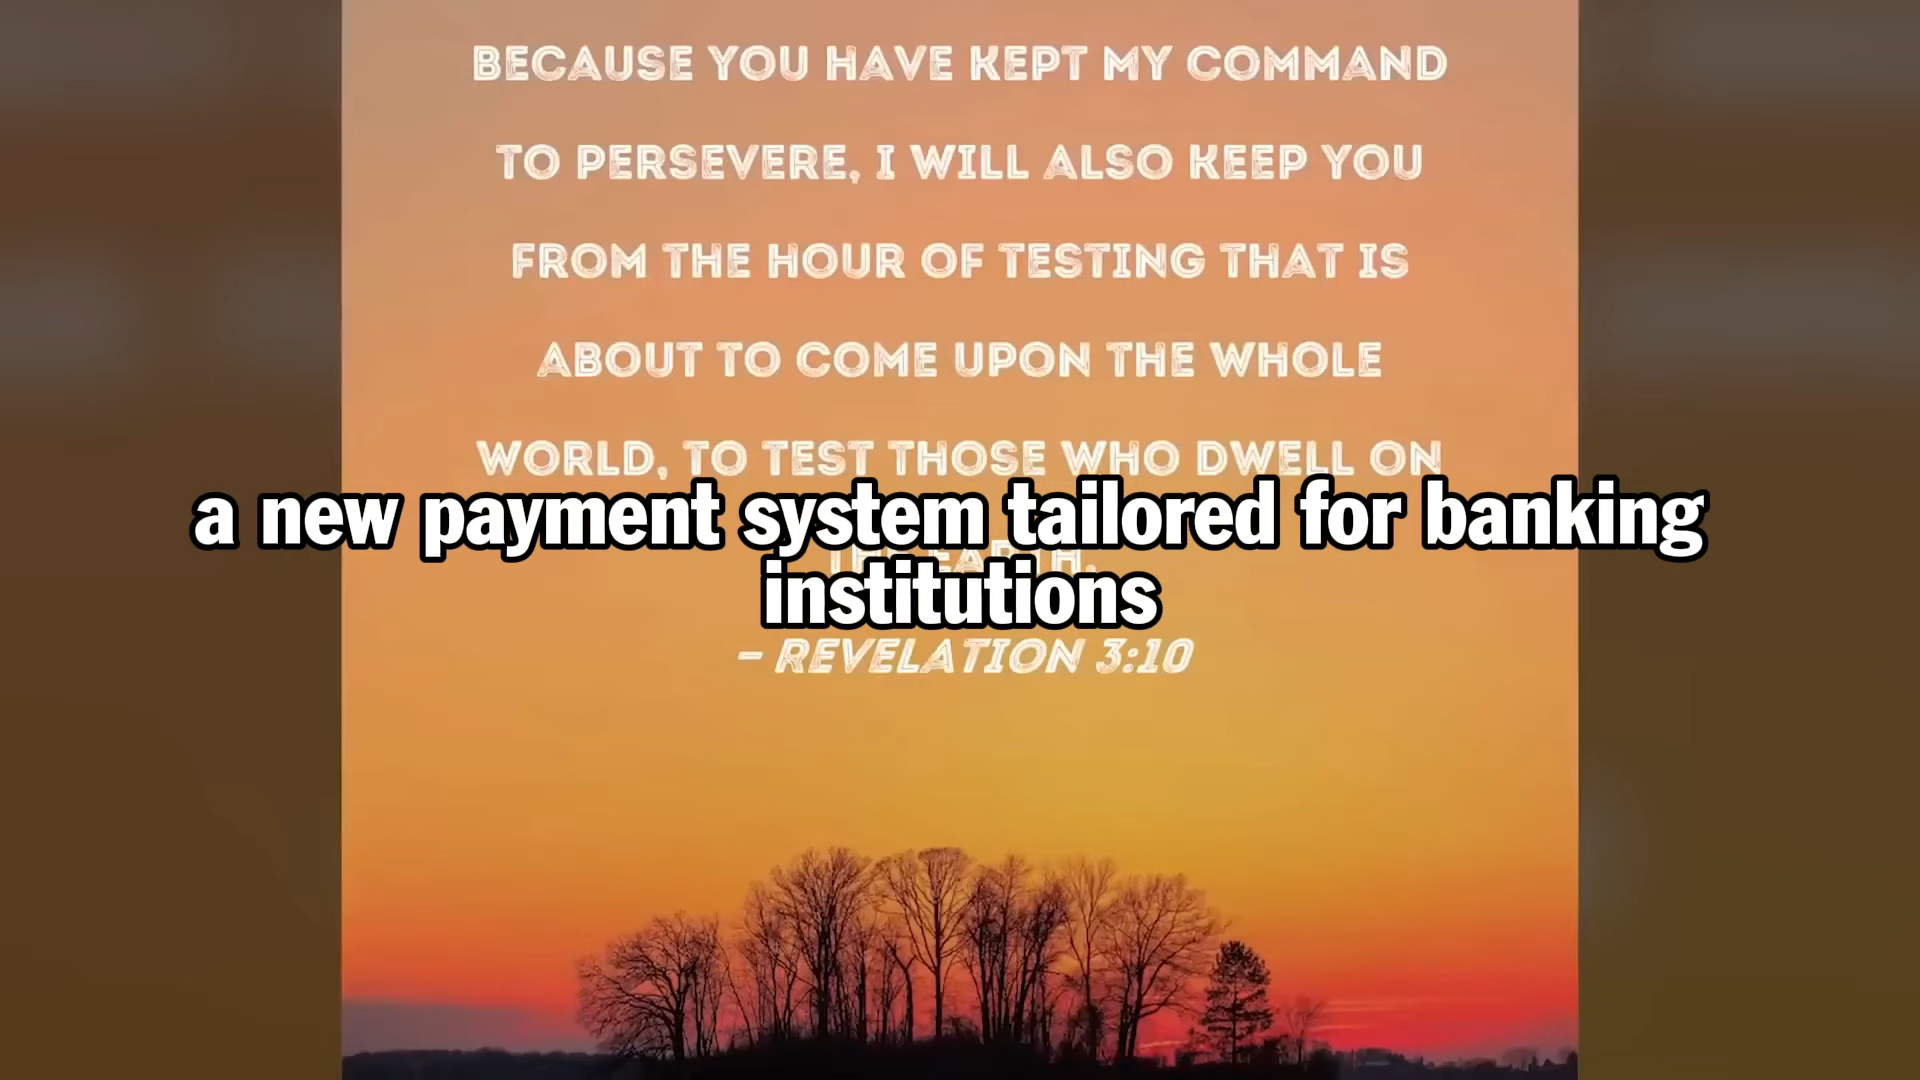 BECAUSE YOU HAVE KEPT MY COMMAND
TO PERSEVERE, I WILL ALSO KEEP YOU
FROM THE HOUR OF TESTING THAT IS
ABOUT TO COME UPON THE WHOLE
WORLD, TO TEST THOSE WHO DWELL ON
a new payment system tailored for banking
institutions
– REVELATION 3:10